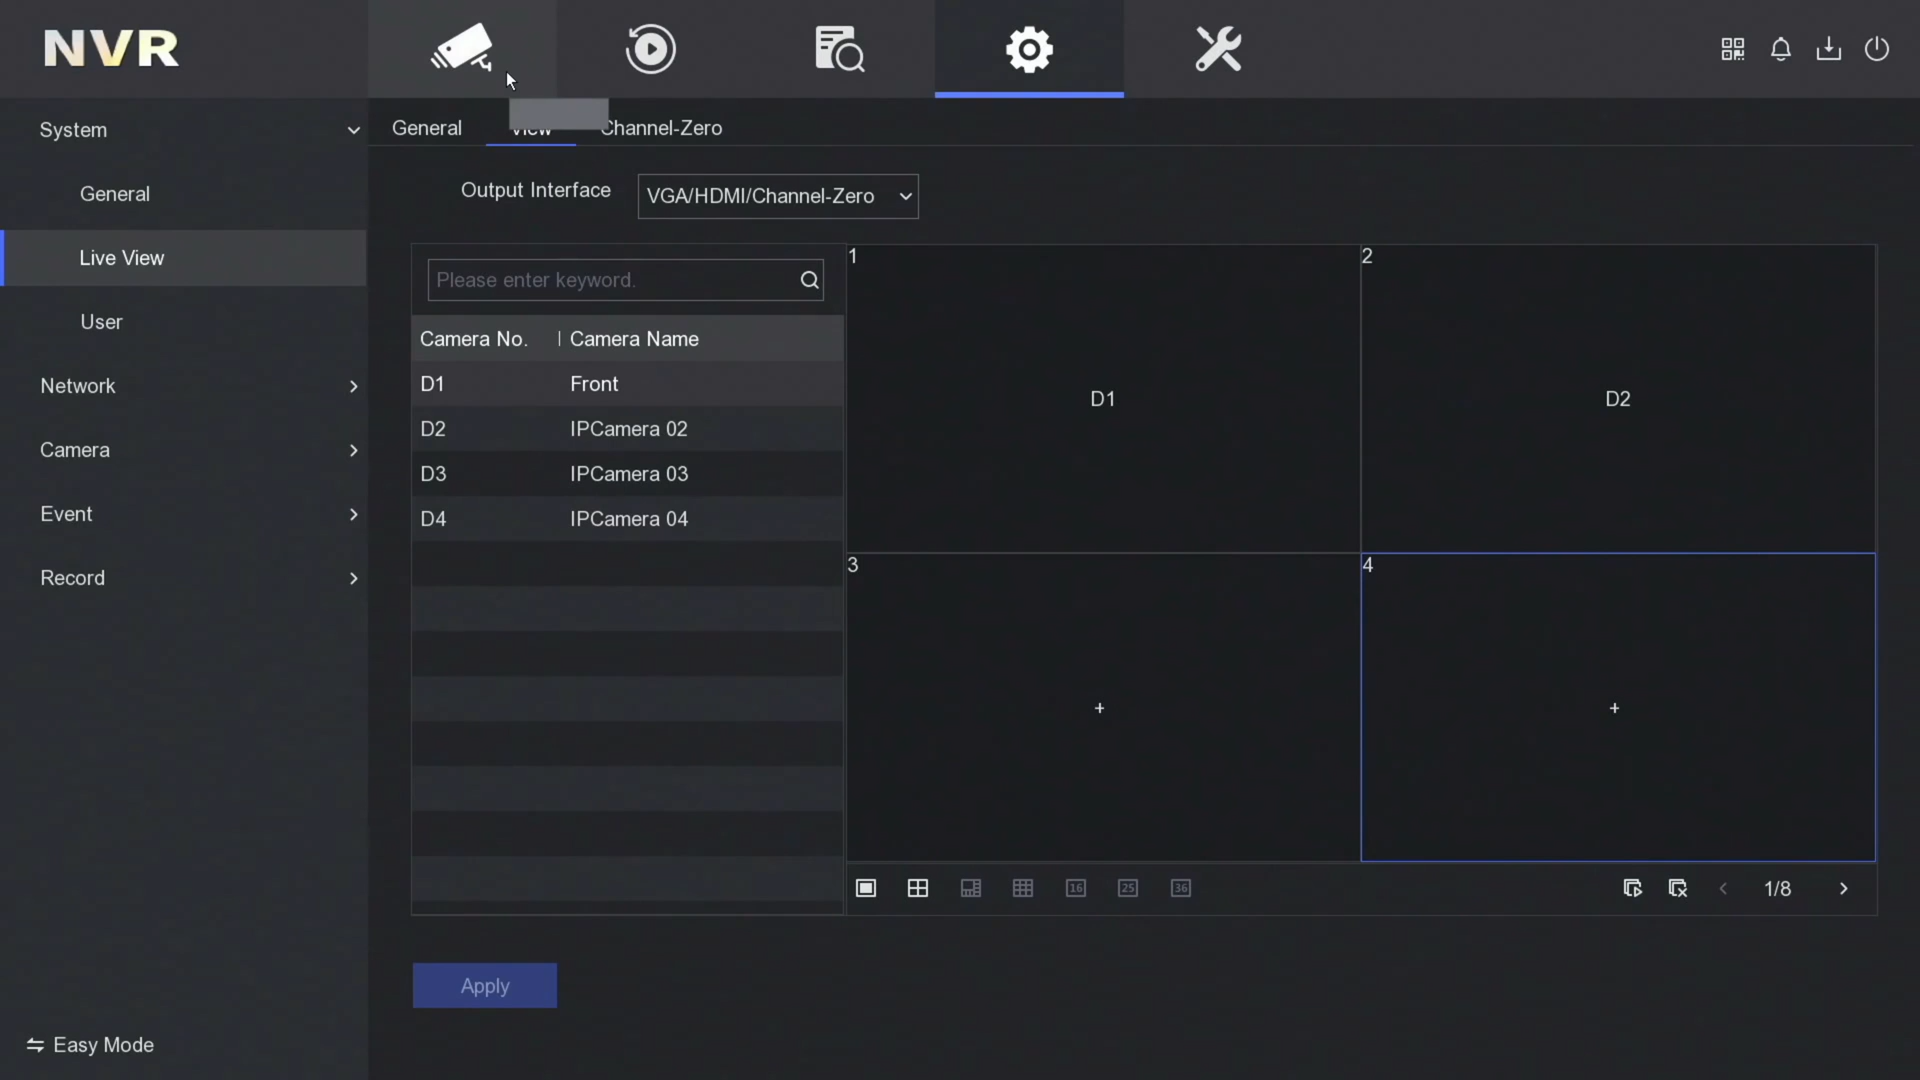 NVR
System
General
Live View
User
Network
Camera
Event
Record
Easy Mode
General View Channel-Zero
Output Interface VGA/HDMI/Channel-Zero
Please enter keyword.
Camera No. Camera Name
D1 Front
D2 IPCamera 02
D3 IPCamera 03
D4 IPCamera 04
1
D1
2
D2
3
+
4
+
16 25 36
1/8
Apply